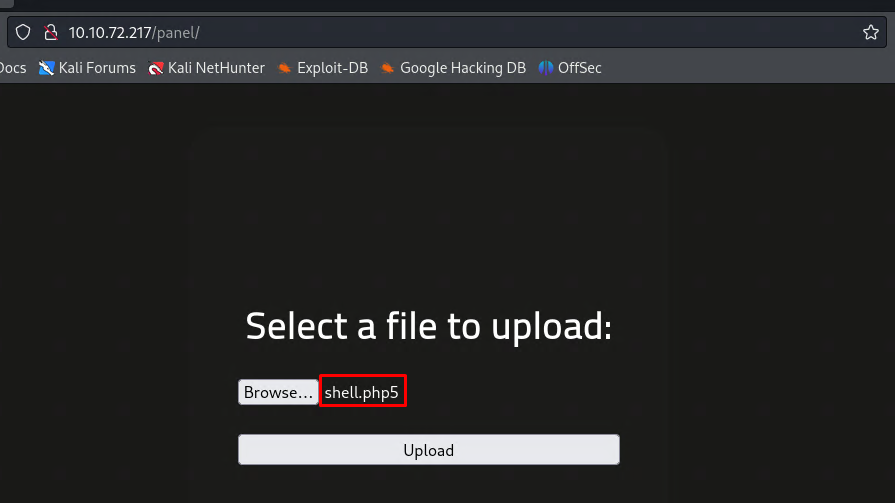 10.10.72.217/panel/
Docs Kali Forums Kali NetHunter Exploit-DB Google Hacking DB OffSec
Select a file to upload:
Browse... shell.php5
Upload